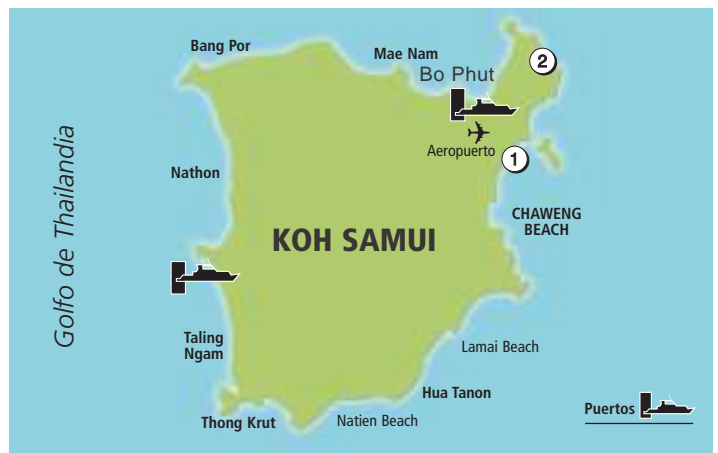 Bang Por
Mae Nam
Bo Phut
2
Aeropuerto
1
Golfo de Thailandia
Nathon
CHAWENG
BEACH
KOH SAMUI
Taling
Ngam
Lamai Beach
Hua Tanon
Thong Krut
Natien Beach
Puertos